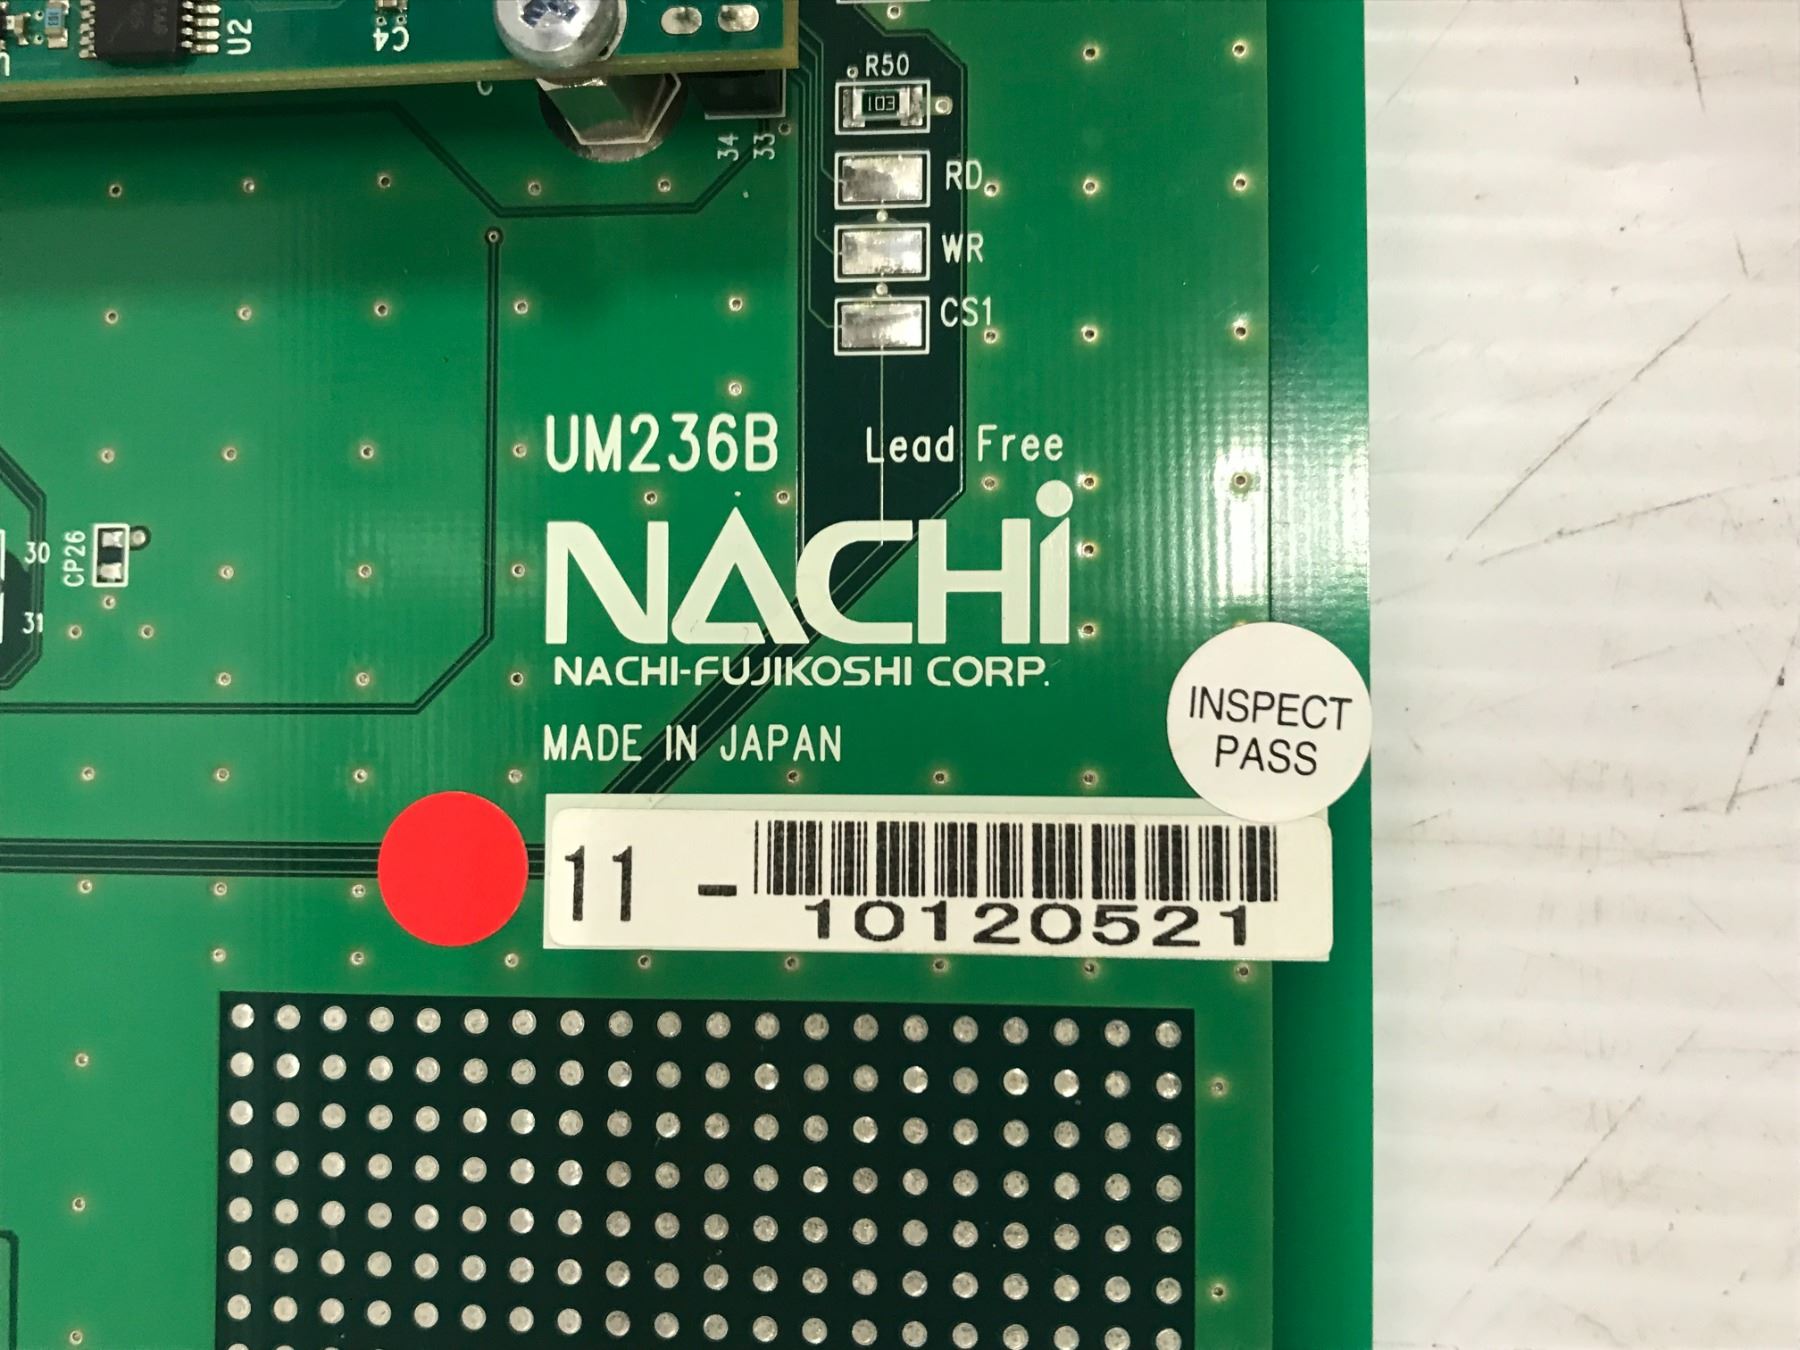 U2
C4
R50
103
34
33
RD
WR
CS1
UM236B
Lead Free
NACHi
NACHI-FUJIKOSHI CORP.
MADE IN JAPAN
30
CP26
31
INSPECT
PASS
11 -
10120521